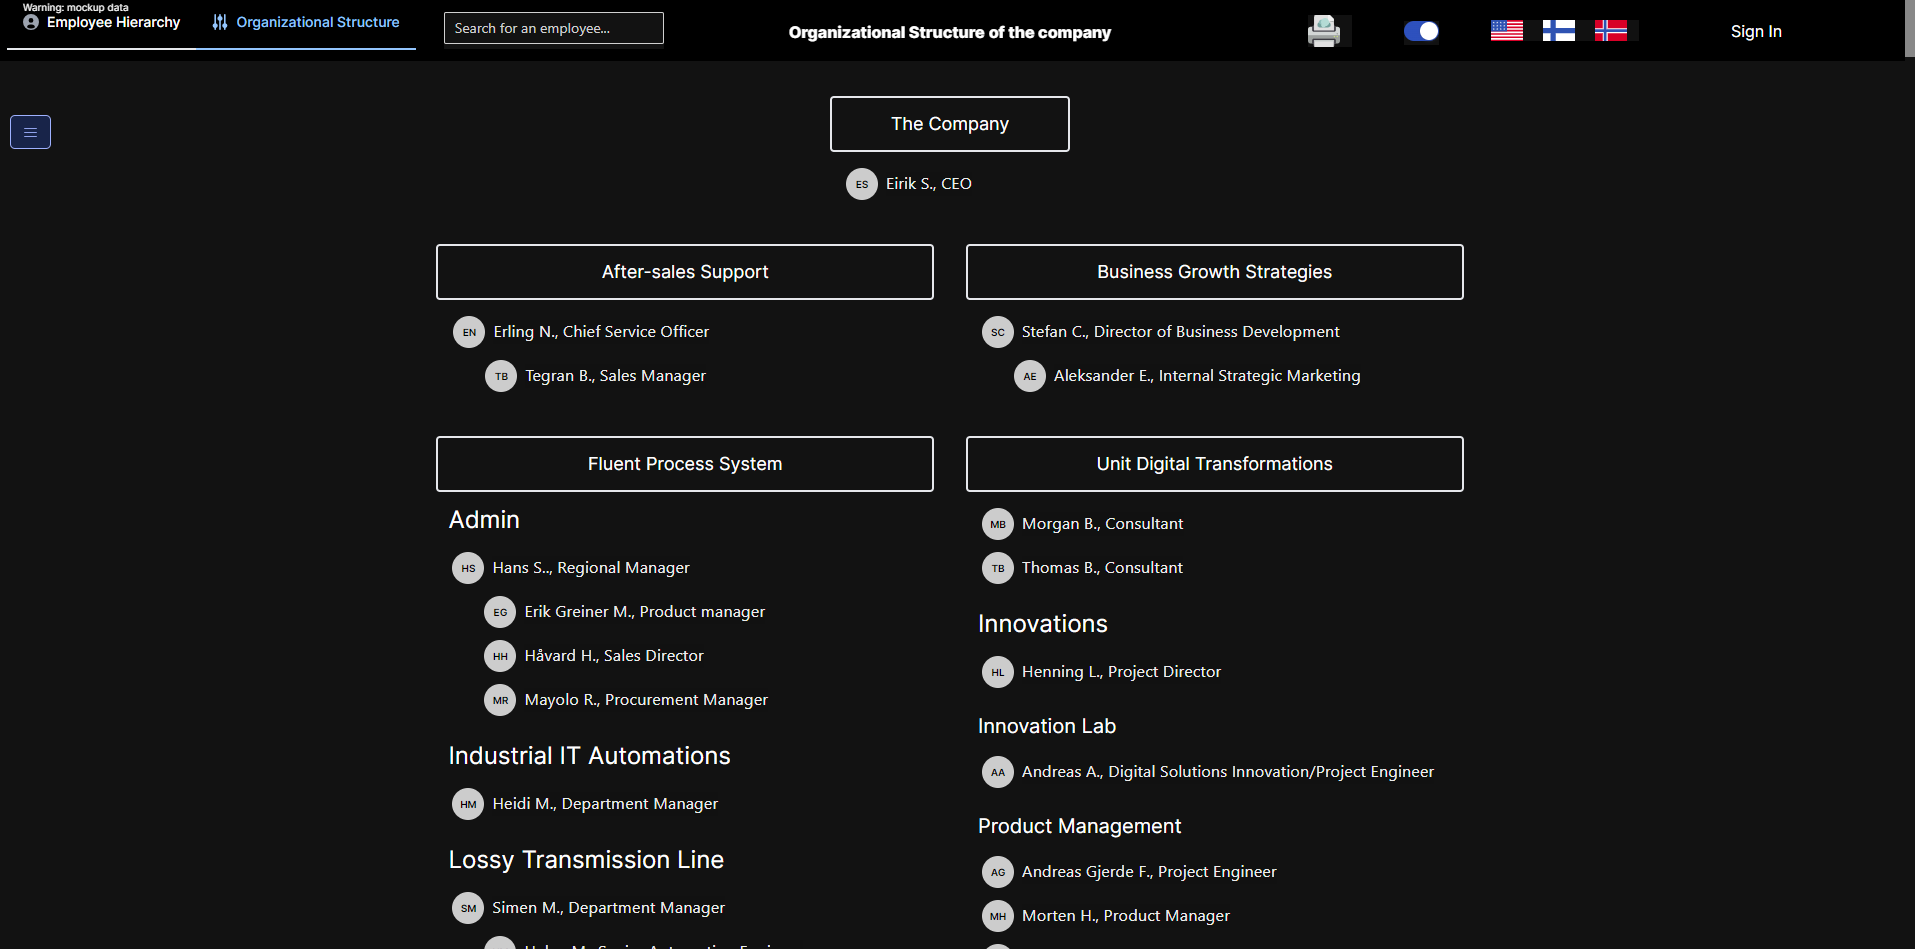 Warning: mockup data
Employee Hierarchy
Organizational Structure
Search for an employee...
Organizational Structure of the company
Sign In
The Company
ES Eirik S., CEO
After-sales Support
EN Erling N., Chief Service Officer
TB Tegran B., Sales Manager
Business Growth Strategies
SC Stefan C., Director of Business Development
AE Aleksander E., Internal Strategic Marketing
Fluent Process System
Admin
HS Hans S.., Regional Manager
EG Erik Greiner M., Product manager
HH Håvard H., Sales Director
MR Mayolo R., Procurement Manager
Industrial IT Automations
HM Heidi M., Department Manager
Lossy Transmission Line
SM Simen M., Department Manager
Unit Digital Transformations
MB Morgan B., Consultant
TB Thomas B., Consultant
Innovations
HL Henning L., Project Director
Innovation Lab
AA Andreas A., Digital Solutions Innovation/Project Engineer
Product Management
AG Andreas Gjerde F., Project Engineer
MH Morten H., Product Manager